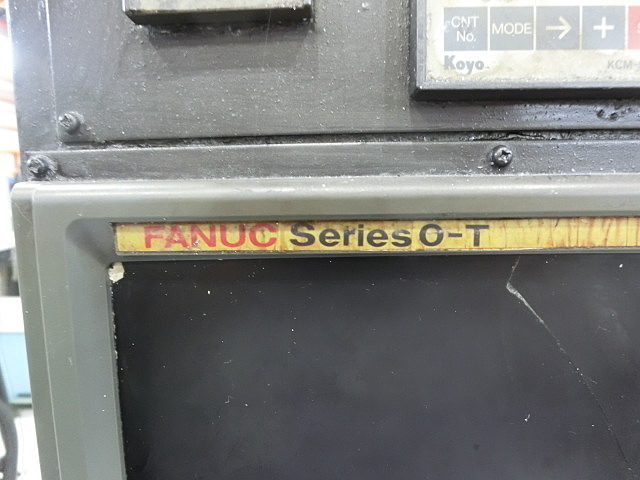 CNT No. MODE → +
Koyo
FANUC Series 0-T